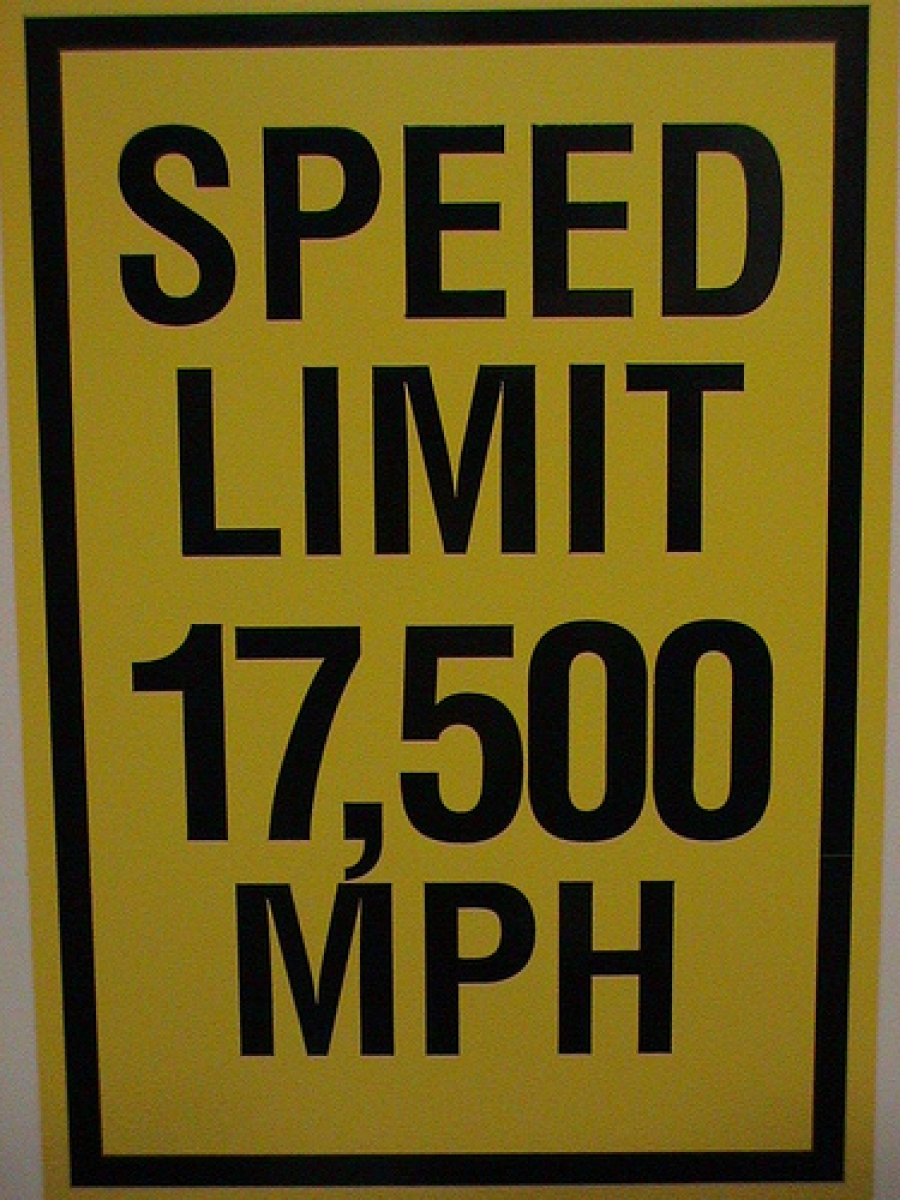 SPEED
LIMIT
17,500
MPH